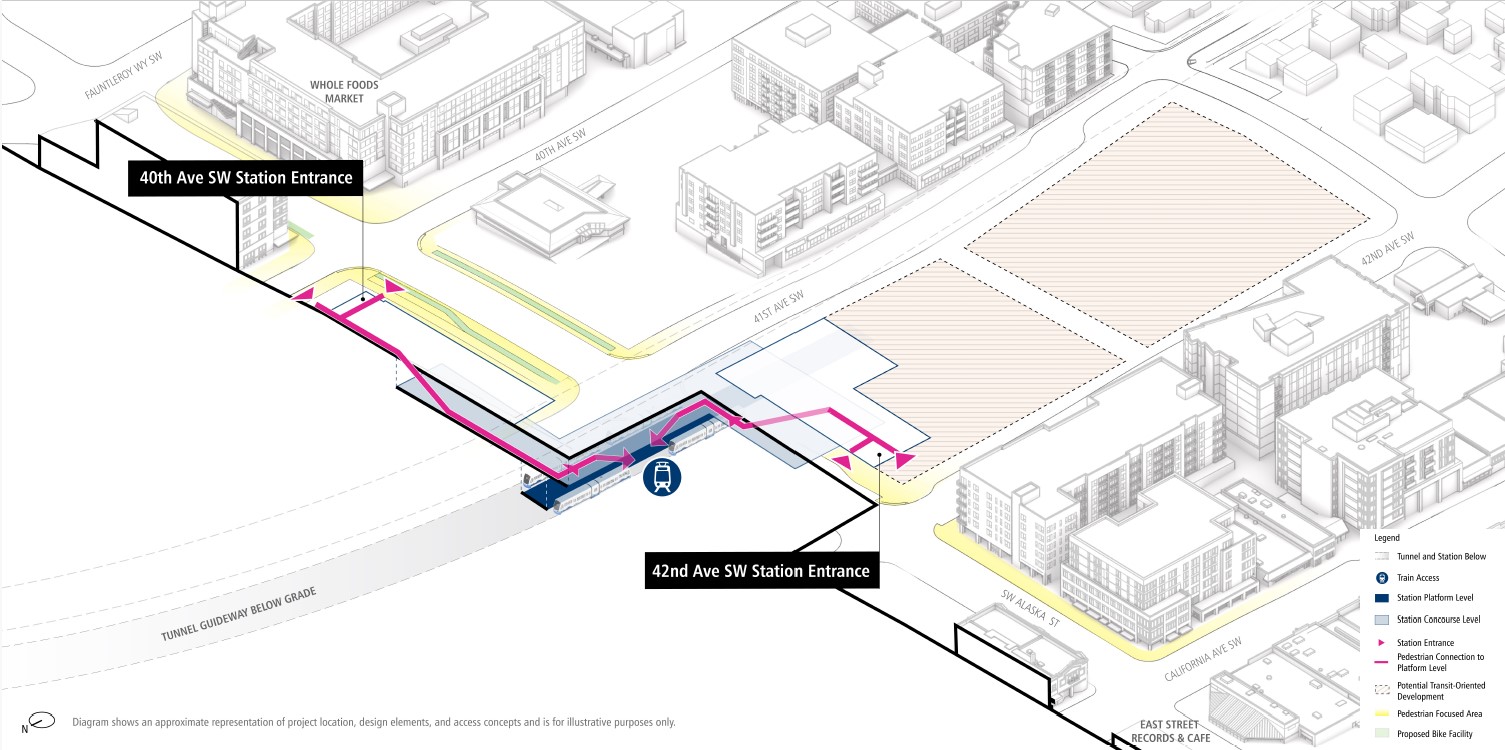 FAUNTLEROY WY SW
WHOLE FOODS
MARKET
40TH AVE SW
40th Ave SW Station Entrance
42ND AVE SW
41ST AVE SW
42nd Ave SW Station Entrance
TUNNEL GUIDEWAY BELOW GRADE
SW ALASKA ST
CALIFORNIA AVE SW
EAST STREET
RECORDS & CAFE
Legend
Tunnel and Station Below
Train Access
Station Platform Level
Station Concourse Level
Station Entrance
Pedestrian Connection to
Platform Level
Potential Transit-Oriented
Development
Pedestrian Focused Area
Proposed Bike Facility
N
Diagram shows an approximate representation of project location, design elements, and access concepts and is for illustrative purposes only.